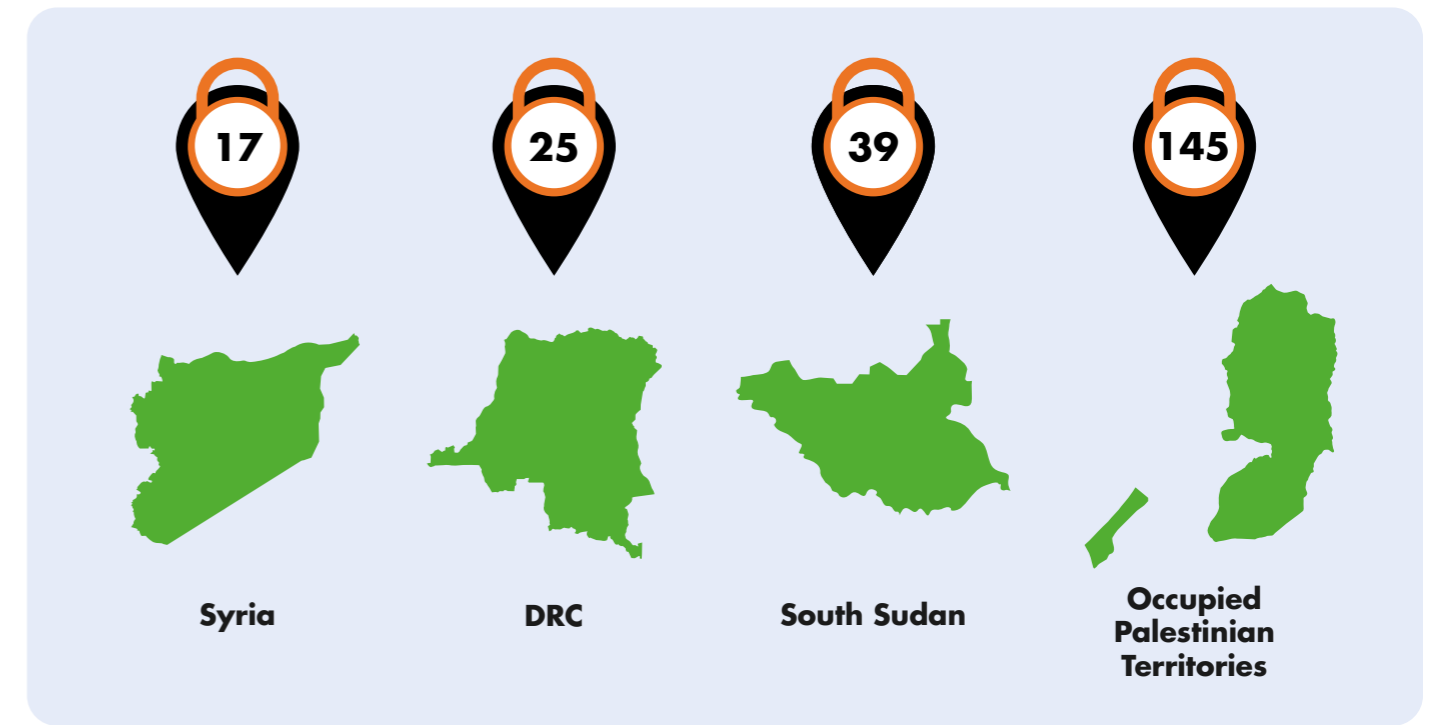 17
25
39
145
Syria
DRC
South Sudan
Occupied
Palestinian
Territories